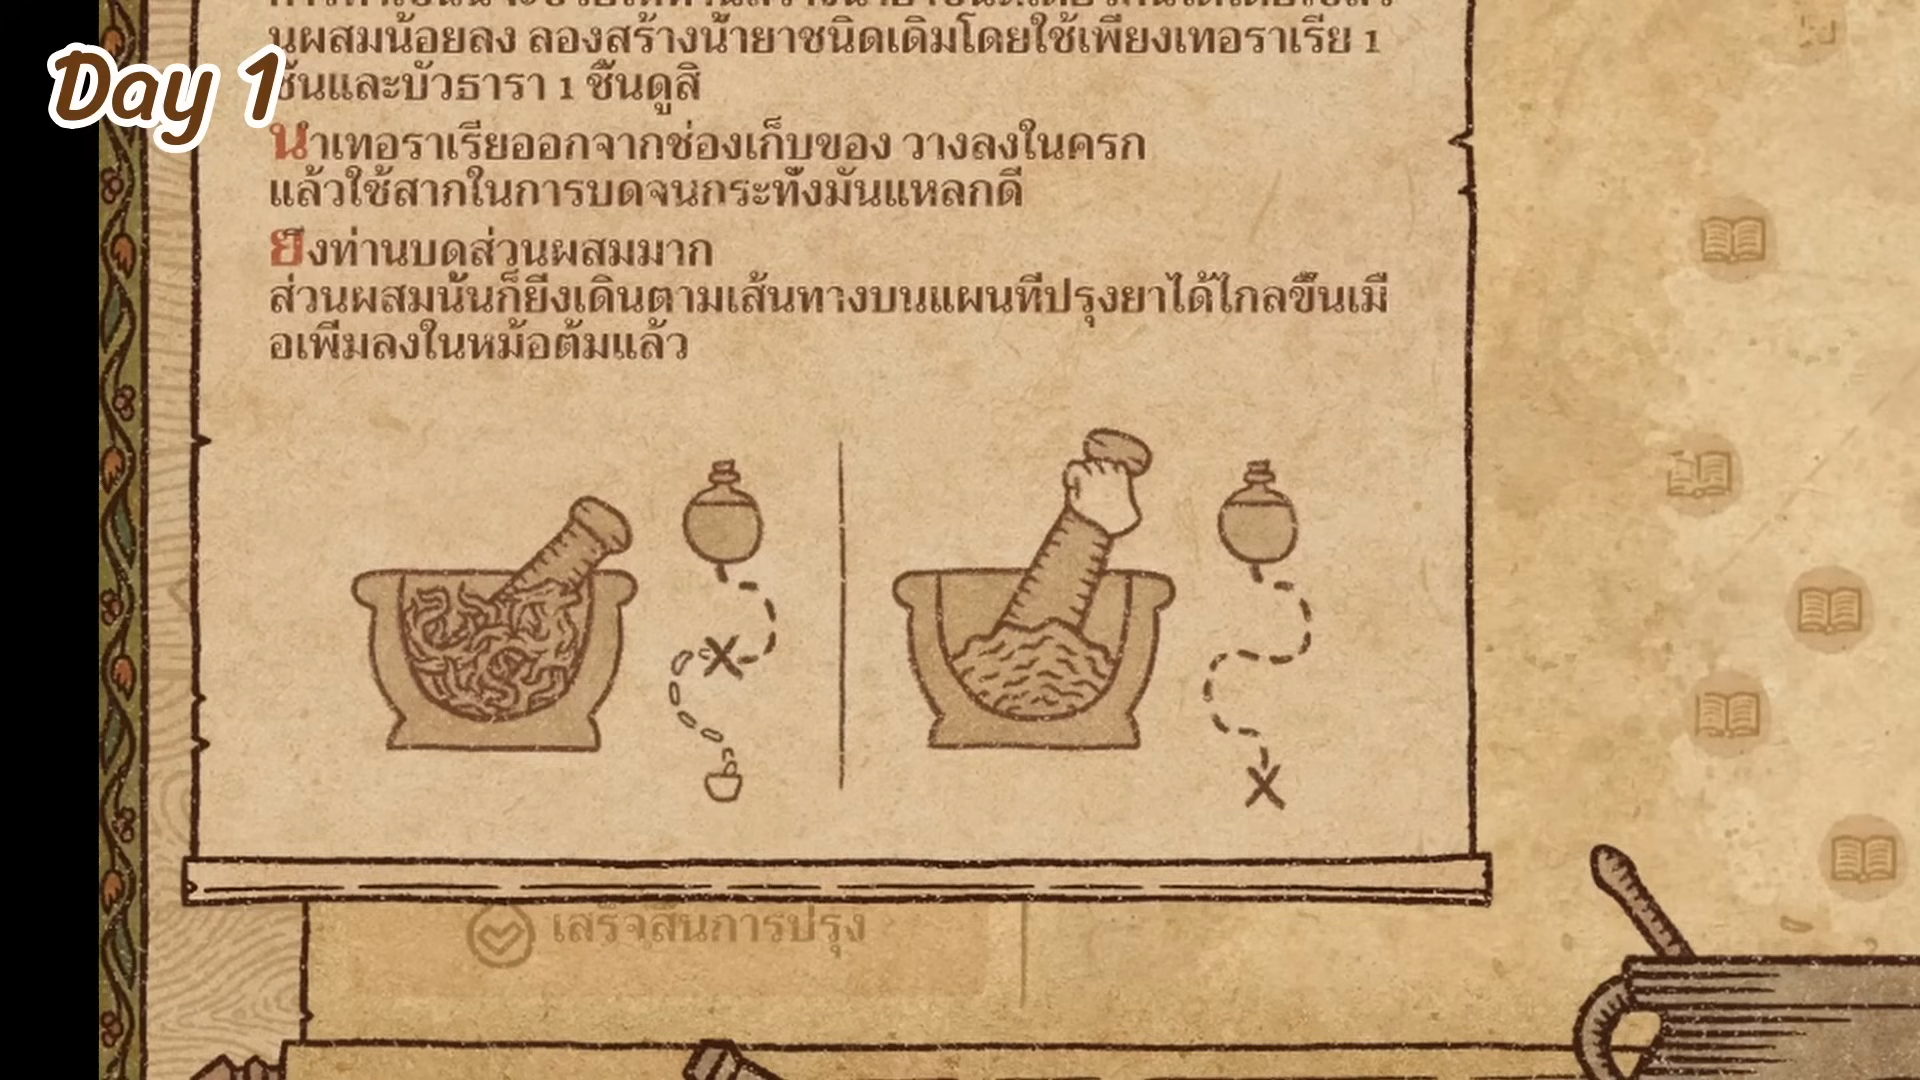 Day 1
นผสมน้อยลง ลองสร้างน้ำยาชนิดเดิมโดยใช้เพียงเทอราเรีย 1
ชิ้นและบัวธารา 1 ชิ้นดูสิ
นำเทอราเรียออกจากช่องเก็บของ วางลงในครก
แล้วใช้สากในการบดจนกระทั่งมันแหลกดี
ยิ่งท่านบดส่วนผสมมาก
ส่วนผสมนั้นก็ยิ่งเดินตามเส้นทางบนแผนที่ปรุงยาได้ไกลขึ้นเมื่
อเพิ่มลงในหม้อต้มแล้ว
เสร็จสิ้นการปรุง